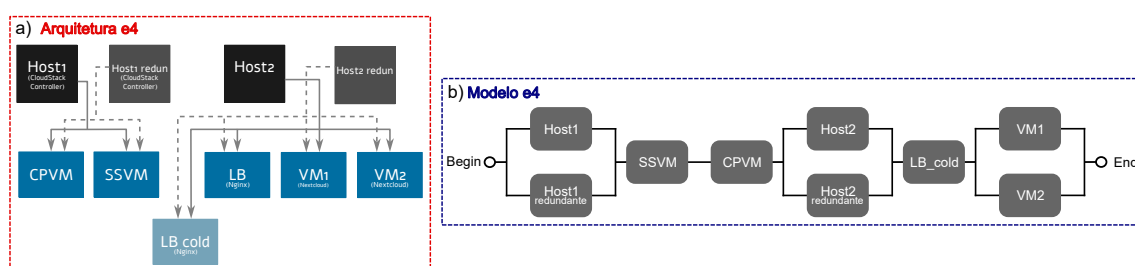 a) Arquitetura e4
Host1
(CloudStack
Controller)
Host1 redun
(CloudStack
Controller)
Host2
Host2 redun
CPVM
SSVM
LB
(Nginx)
VM1
(Nextcloud)
VM2
(Nextcloud)
LB cold
(Nginx)
b) Modelo e4
Begin
Host1
Host1
redundante
SSVM
CPVM
Host2
Host2
redundante
LB_cold
VM1
VM2
End